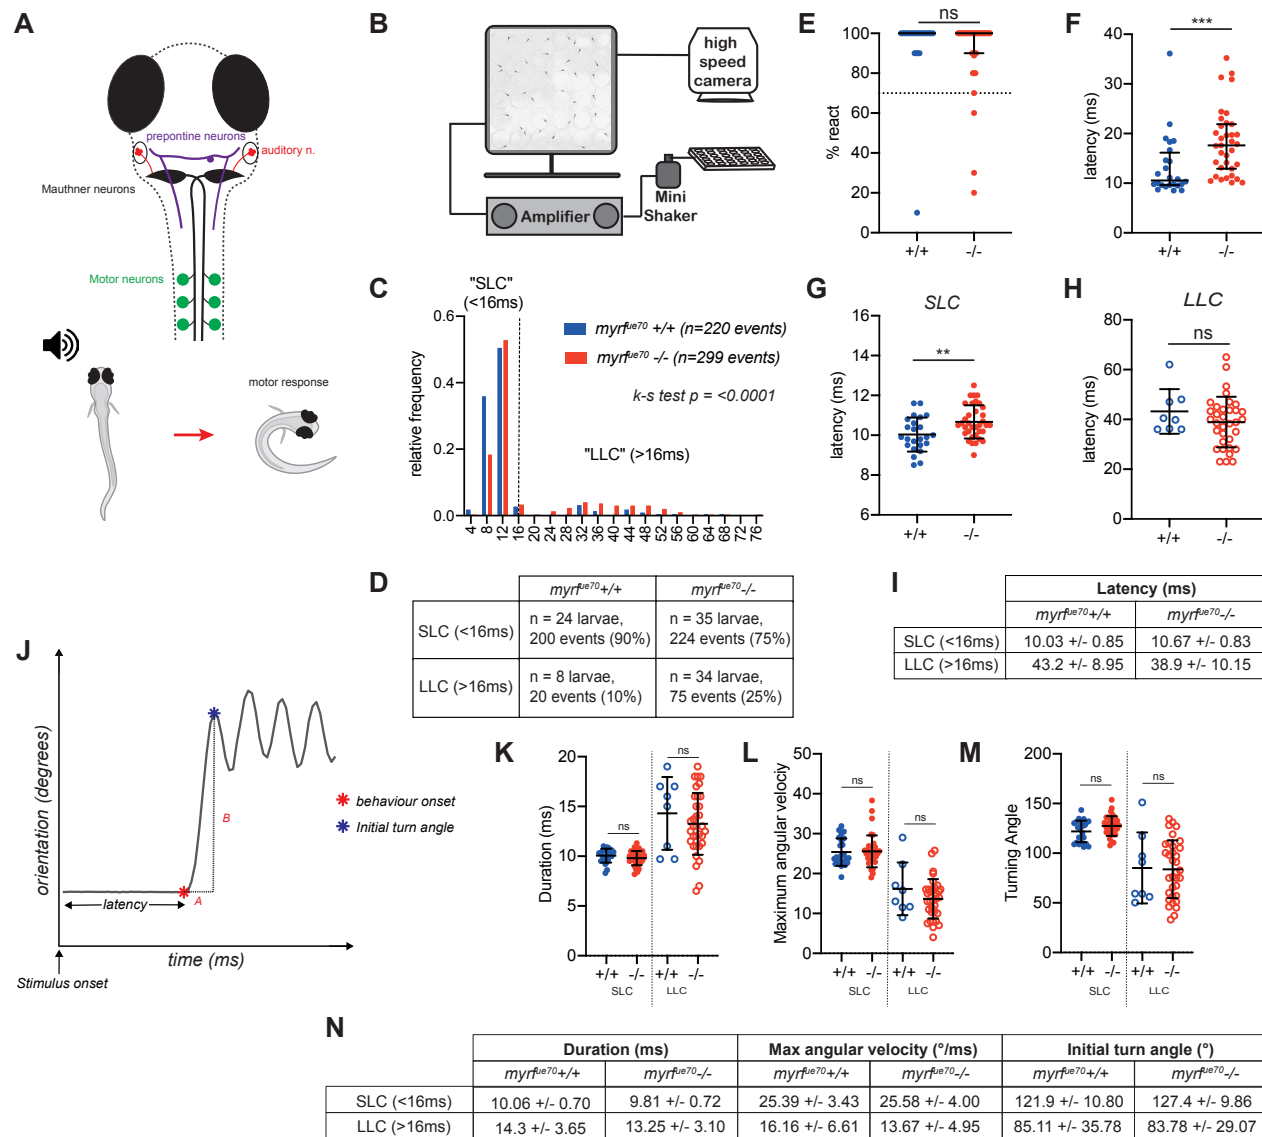 A
prepontine neurons
auditory n.
Mauthner neurons
Motor neurons
motor response
B
high
speed
camera
Mini
Shaker
Amplifier
C
"SLC"
(<16ms)
myrf^ue70 +/+ (n=220 events)
myrf^ue70 -/- (n=299 events)
k-s test p = <0.0001
"LLC" (>16ms)
relative frequency
0.6
0.4
0.2
0.0
4 8 12 16 20 24 28 32 36 40 44 48 52 56 60 64 68 72 76
D
myrf^ue70+/+ myrf^ue70-/-
SLC (<16ms) n = 24 larvae, 200 events (90%) n = 35 larvae, 224 events (75%)
LLC (>16ms) n = 8 larvae, 20 events (10%) n = 34 larvae, 75 events (25%)
E
ns
% react
100
80
60
40
20
0
+/+ -/-
F
***
latency (ms)
40
30
20
10
0
+/+ -/-
G
SLC
**
latency (ms)
16
14
12
10
8
6
+/+ -/-
H
LLC
ns
latency (ms)
80
60
40
20
0
+/+ -/-
I
Latency (ms)
myrf^ue70+/+ myrf^ue70-/-
SLC (<16ms) 10.03 +/- 0.85 10.67 +/- 0.83
LLC (>16ms) 43.2 +/- 8.95 38.9 +/- 10.15
J
orientation (degrees)
behaviour onset
Initial turn angle
B
A
latency
time (ms)
Stimulus onset
K
Duration (ms)
20
15
10
5
0
ns
ns
+/+ -/- +/+ -/-
SLC LLC
L
Maximum angular velociy
50
40
30
20
10
0
ns
ns
+/+ -/- +/+ -/-
SLC LLC
M
Turning Angle
200
150
100
50
0
ns
ns
+/+ -/- +/+ -/-
SLC LLC
N
Duration (ms) Max angular velocity (°/ms) Initial turn angle (°)
myrf^ue70+/+ myrf^ue70-/- myrf^ue70+/+ myrf^ue70-/- myrf^ue70+/+ myrf^ue70-/-
SLC (<16ms) 10.06 +/- 0.70 9.81 +/- 0.72 25.39 +/- 3.43 25.58 +/- 4.00 121.9 +/- 10.80 127.4 +/- 9.86
LLC (>16ms) 14.3 +/- 3.65 13.25 +/- 3.10 16.16 +/- 6.61 13.67 +/- 4.95 85.11 +/- 35.78 83.78 +/- 29.07